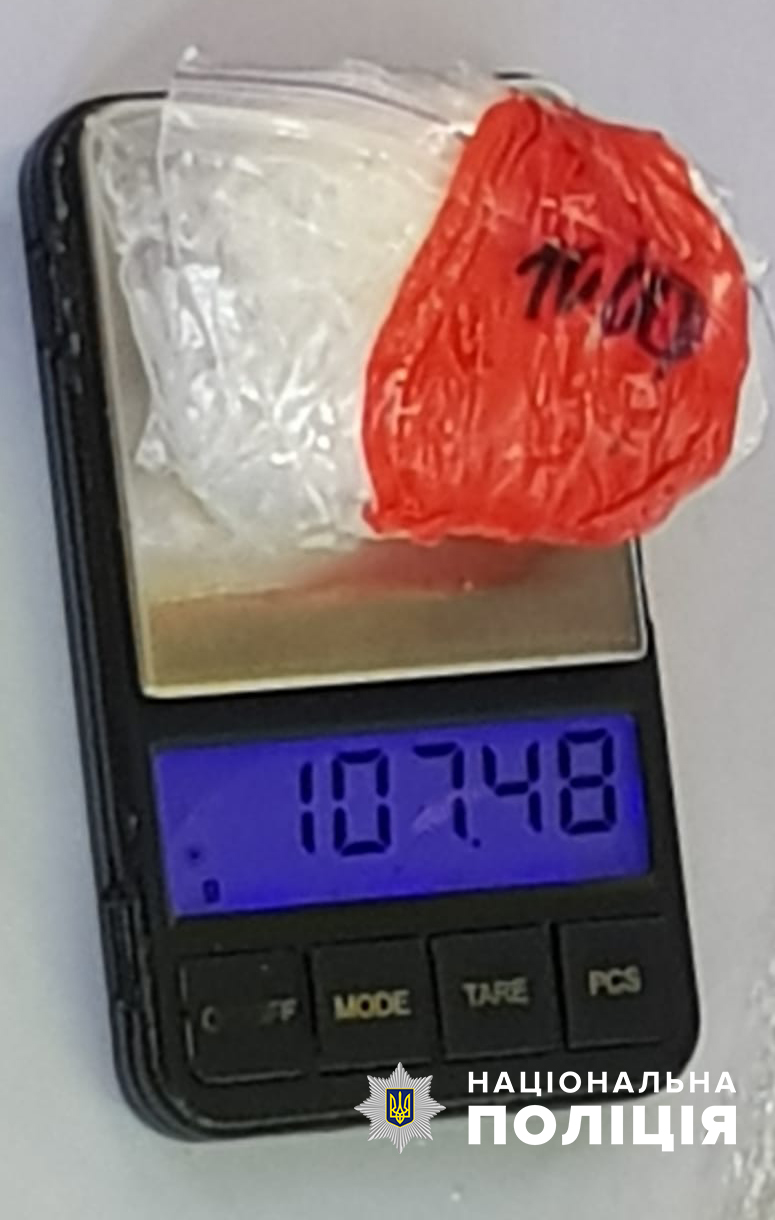 107.48
g
MODE
TARE
PCS
НАЦІОНАЛЬНА
ПОЛІЦІЯ